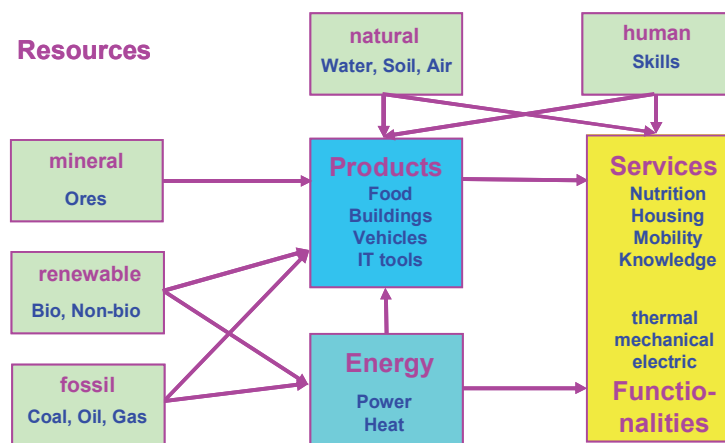 Resources
natural
Water, Soil, Air
human
Skills
mineral
Ores
renewable
Bio, Non-bio
fossil
Coal, Oil, Gas
Products
Food
Buildings
Vehicles
IT tools
Energy
Power
Heat
Services
Nutrition
Housing
Mobility
Knowledge
thermal
mechanical
electric
Functio-
nalities